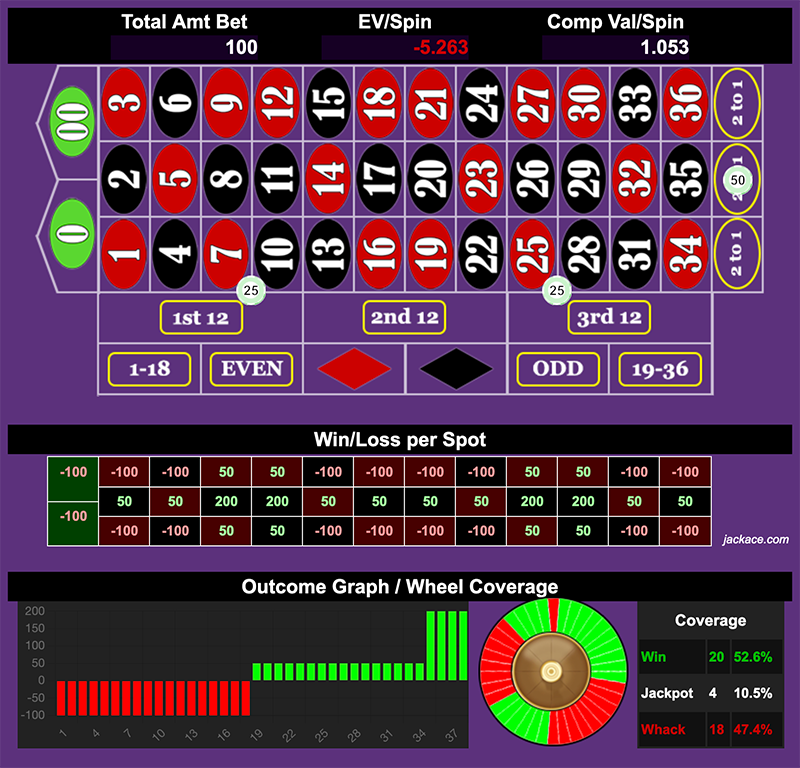 Total Amt Bet EV/Spin Comp Val/Spin
100 -5.263 1.053
00 3 6 9 12 15 18 21 24 27 30 33 36 2 to 1
2 5 8 11 14 17 20 23 26 29 32 35 50
0 1 4 7 10 13 16 19 22 25 28 31 34 2 to 1
25 25
1st 12 2nd 12 3rd 12
1-18 EVEN ODD 19-36
Win/Loss per Spot
-100 -100 -100 50 50 -100 -100 -100 -100 50 50 -100 -100
50 50 200 200 50 50 50 50 200 200 50 50
-100 -100 -100 50 50 -100 -100 -100 -100 50 50 -100 -100
jackace.com
Outcome Graph / Wheel Coverage
200
150
100
50
0
-50
-100
1 4 7 10 13 16 19 22 25 28 31 34 37
Coverage
Win 20 52.6%
Jackpot 4 10.5%
Whack 18 47.4%